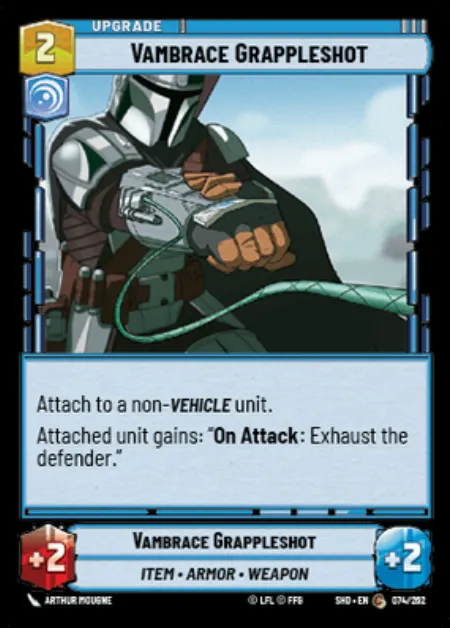 UPGRADE
2
VAMBRACE GRAPPLESHOT
Attach to a non-VEHICLE unit.
Attached unit gains: “On Attack: Exhaust the
defender.”
+2
VAMBRACE GRAPPLESHOT
+2
ITEM • ARMOR • WEAPON
ARTHUR MOUGNE
© LFL © FFG
SHD • EN
074/262